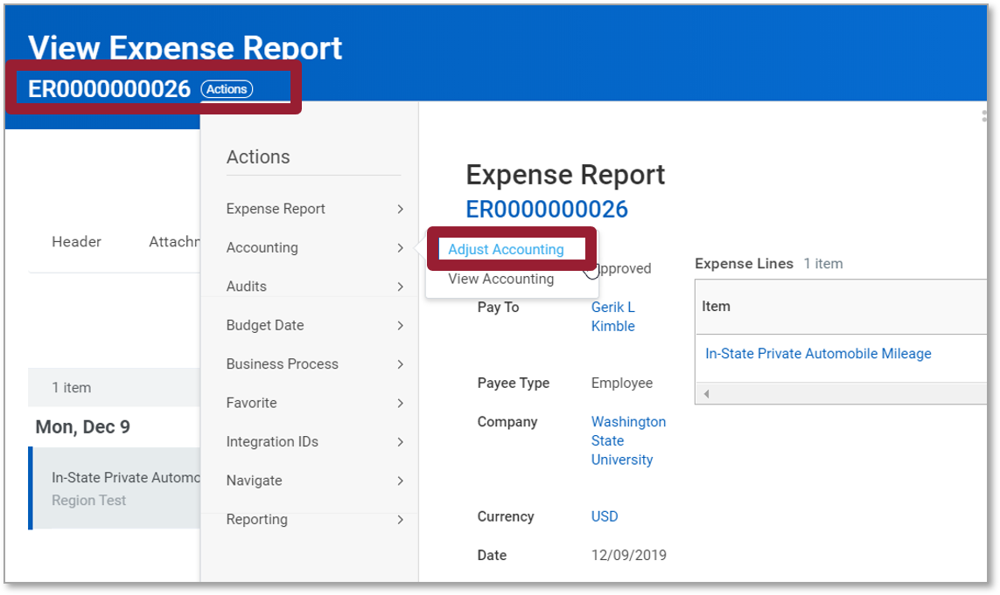 View Expense Report
ER0000000026 Actions
Header
Attachm
1 item
Mon, Dec 9
In-State Private Automo
Region Test
Actions
Expense Report
Accounting
Audits
Budget Date
Business Process
Favorite
Integration IDs
Navigate
Reporting
Adjust Accounting
View Accounting
Expense Report
ER0000000026
pproved
Pay To
Gerik L
Kimble
Payee Type
Employee
Company
Washington
State
University
Currency
USD
Date
12/09/2019
Expense Lines 1 item
Item
In-State Private Automobile Mileage